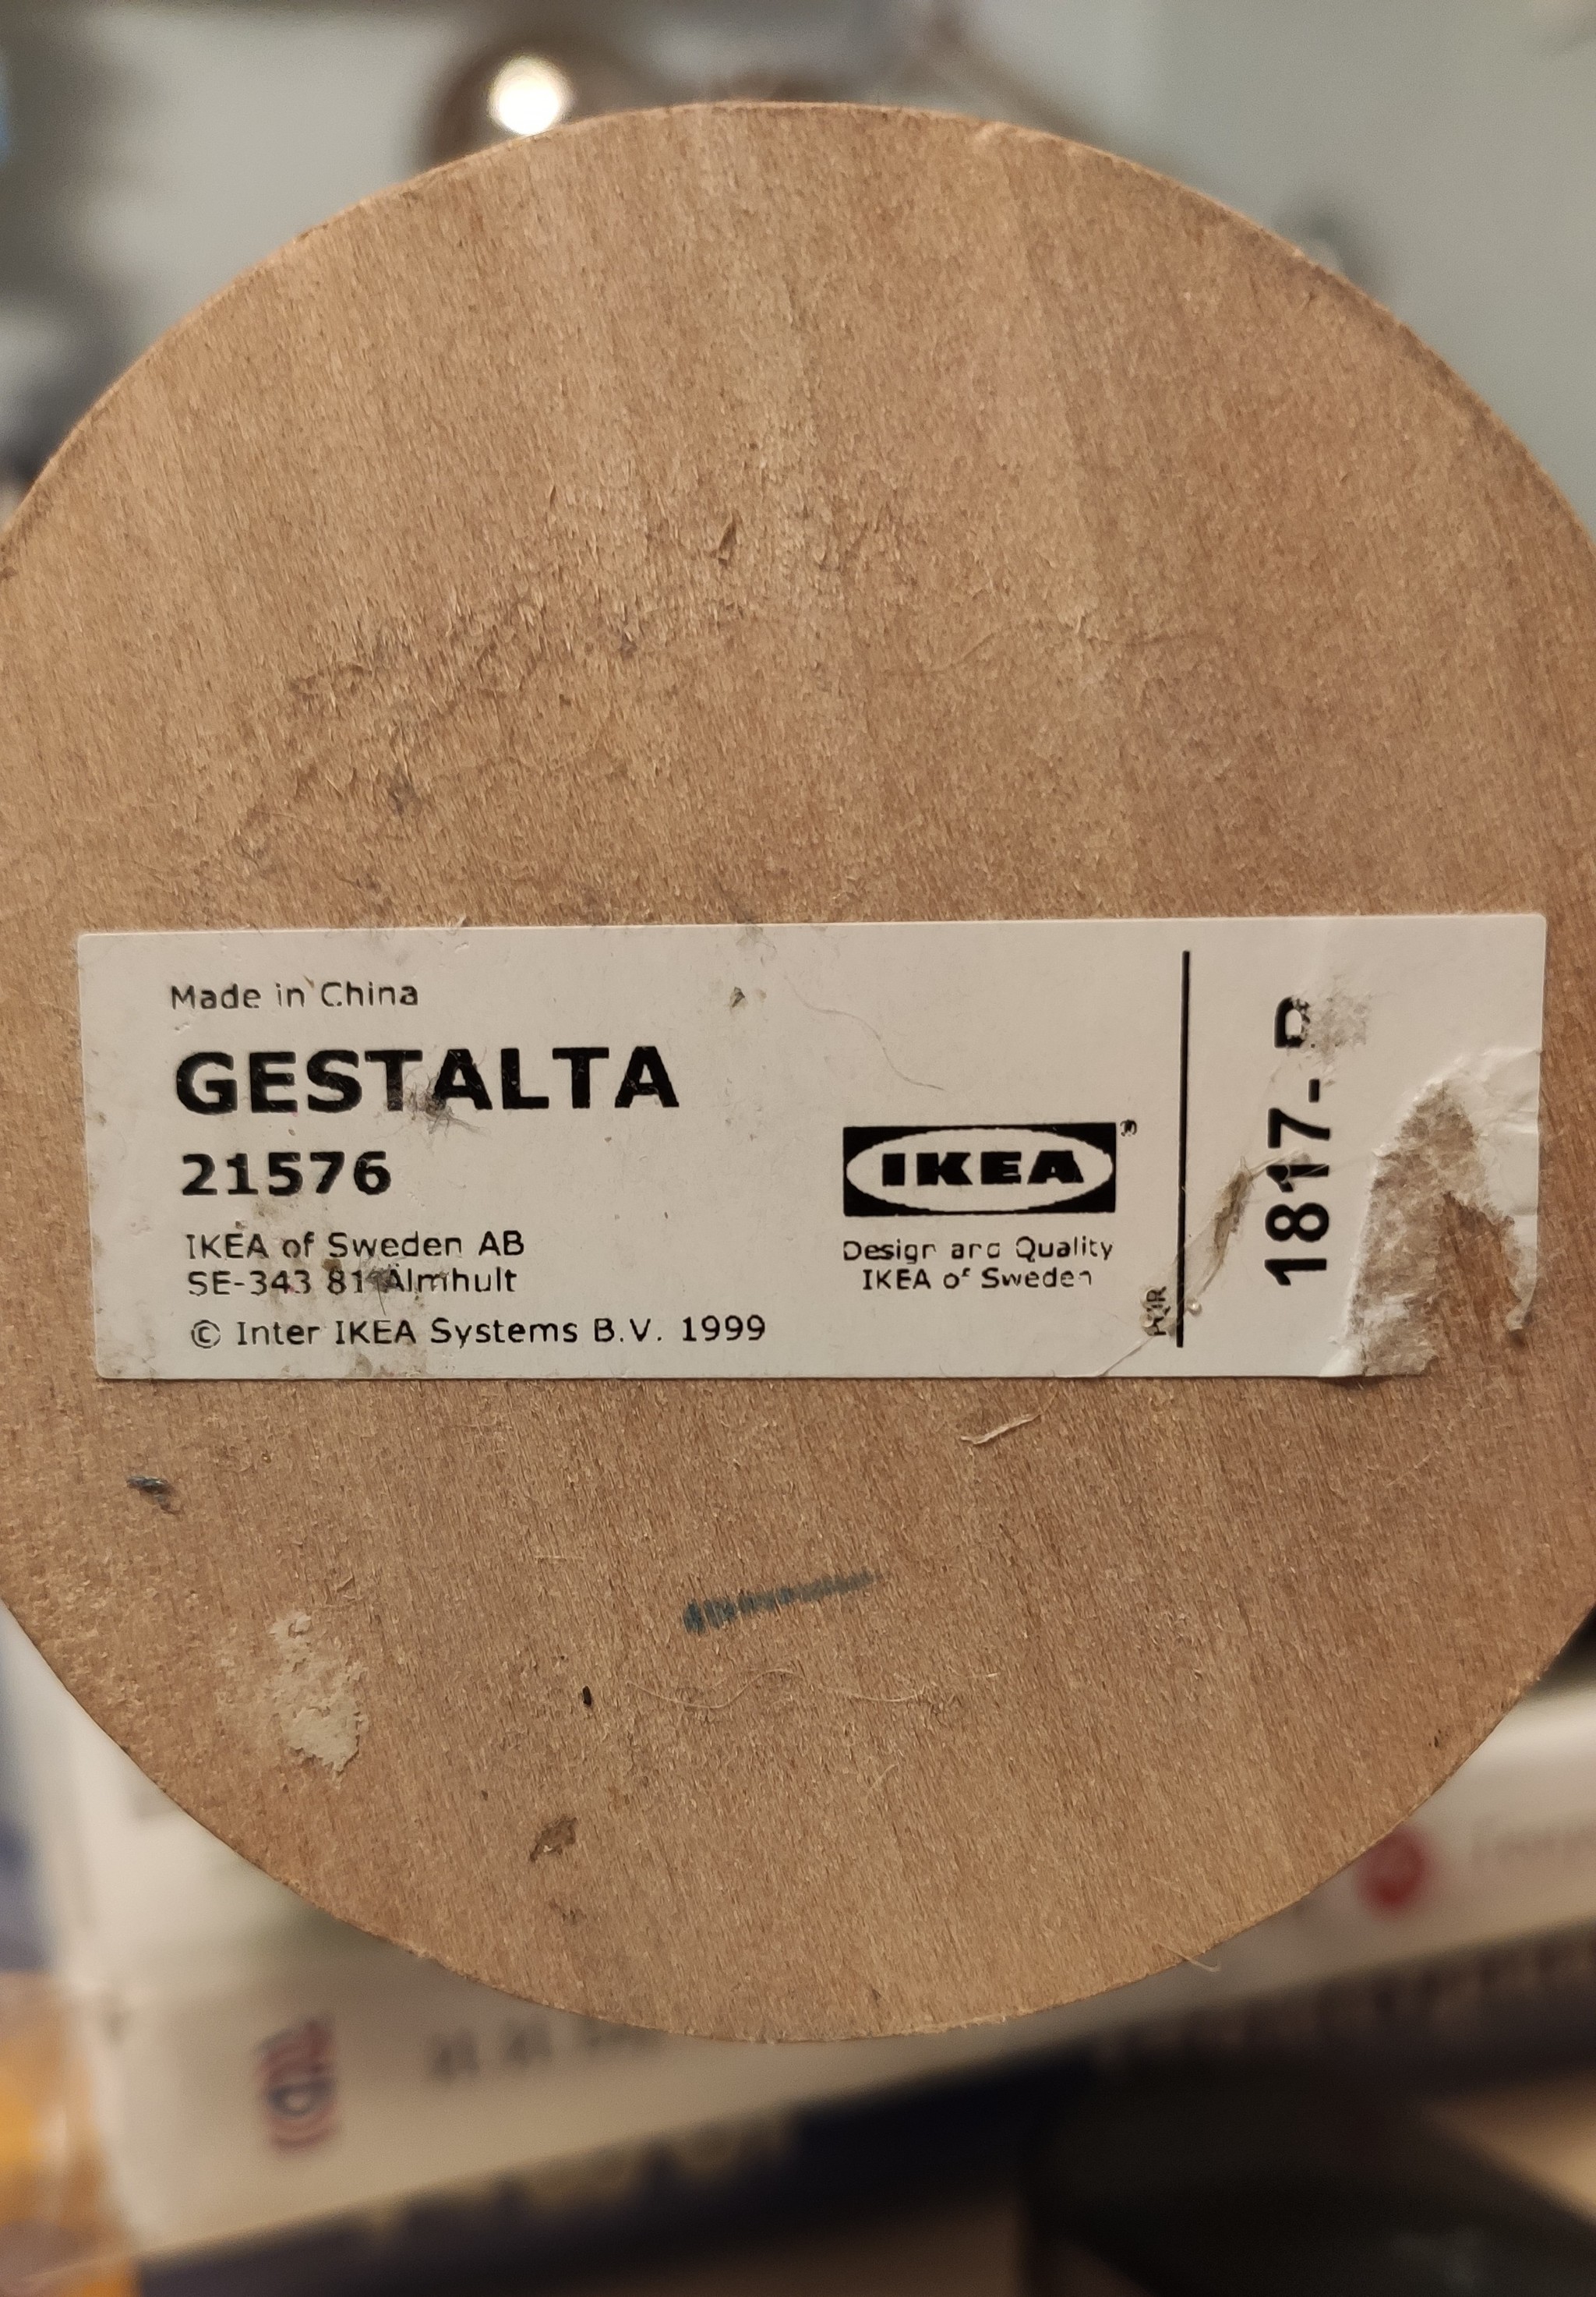 Made in China
GESTALTA
21576
IKEA of Sweden AB
SE-343 81 Älmhult
© Inter IKEA Systems B.V. 1999
IKEA®
Design and Quality
IKEA of Sweden
1817-